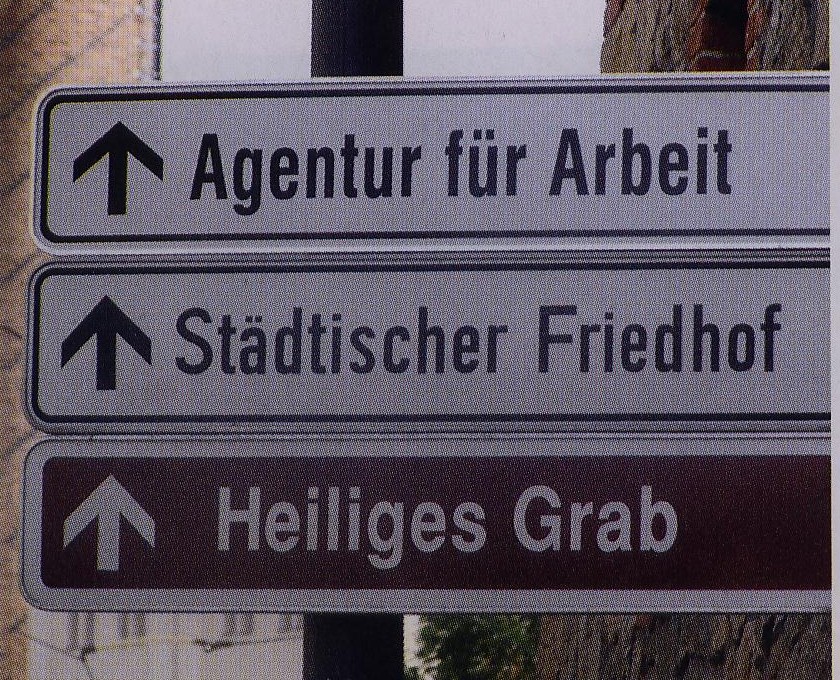 Agentur für Arbeit
Städtischer Friedhof
Heiliges Grab